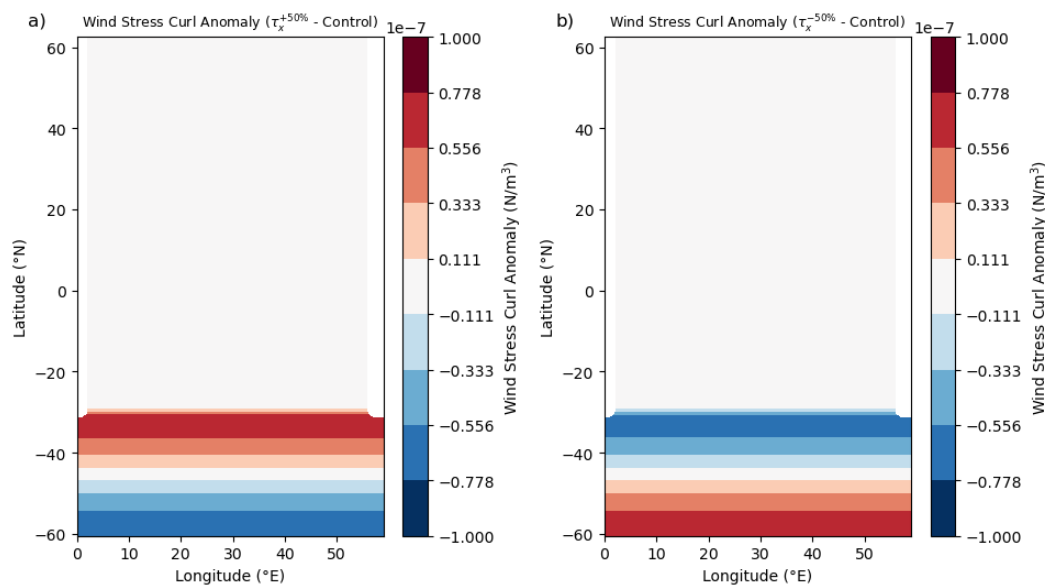 a) Wind Stress Curl Anomaly (τₓ⁺⁵⁰% - Control)
1e−7
60
40
20
0
−20
−40
−60
Latitude (°N)
0 10 20 30 40 50
Longitude (°E)
1.000
0.778
0.556
0.333
0.111
−0.111
−0.333
−0.556
−0.778
−1.000
Wind Stress Curl Anomaly (N/m³)
b) Wind Stress Curl Anomaly (τₓ⁻⁵⁰% - Control)
1e−7
60
40
20
0
−20
−40
−60
Latitude (°N)
0 10 20 30 40 50
Longitude (°E)
1.000
0.778
0.556
0.333
0.111
−0.111
−0.333
−0.556
−0.778
−1.000
Wind Stress Curl Anomaly (N/m³)